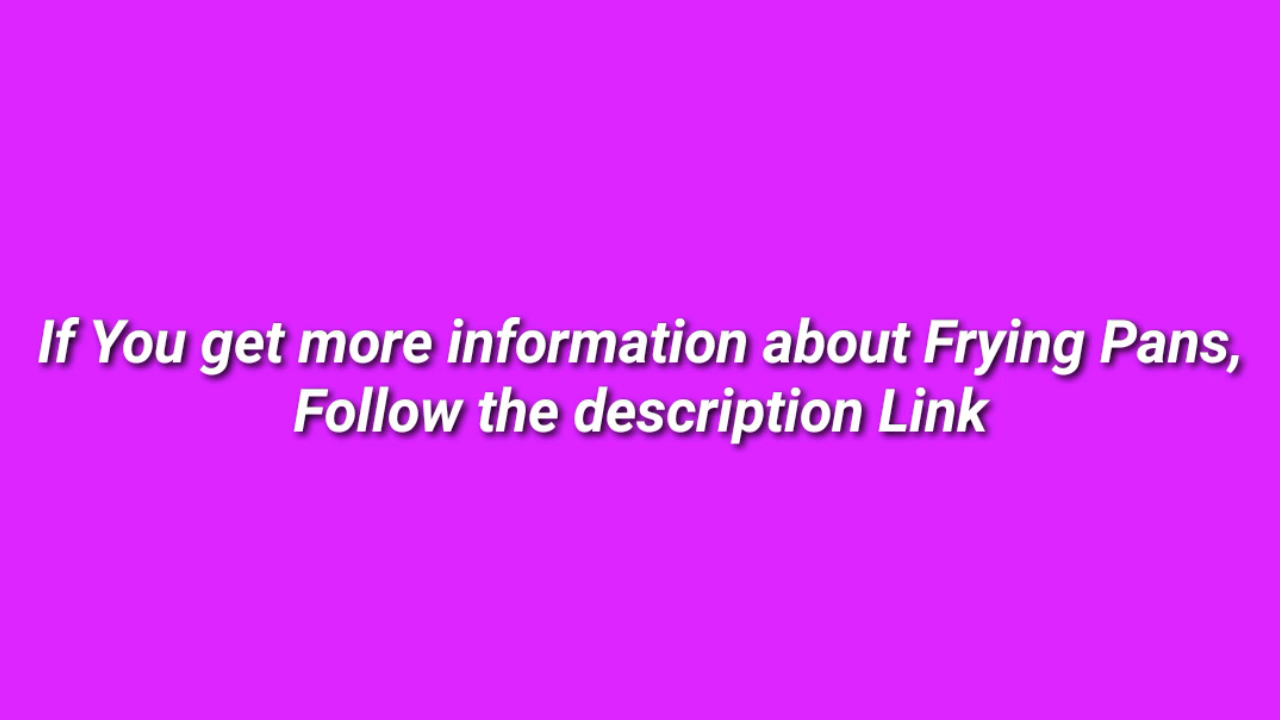 If You get more information about Frying Pans,
Follow the description Link